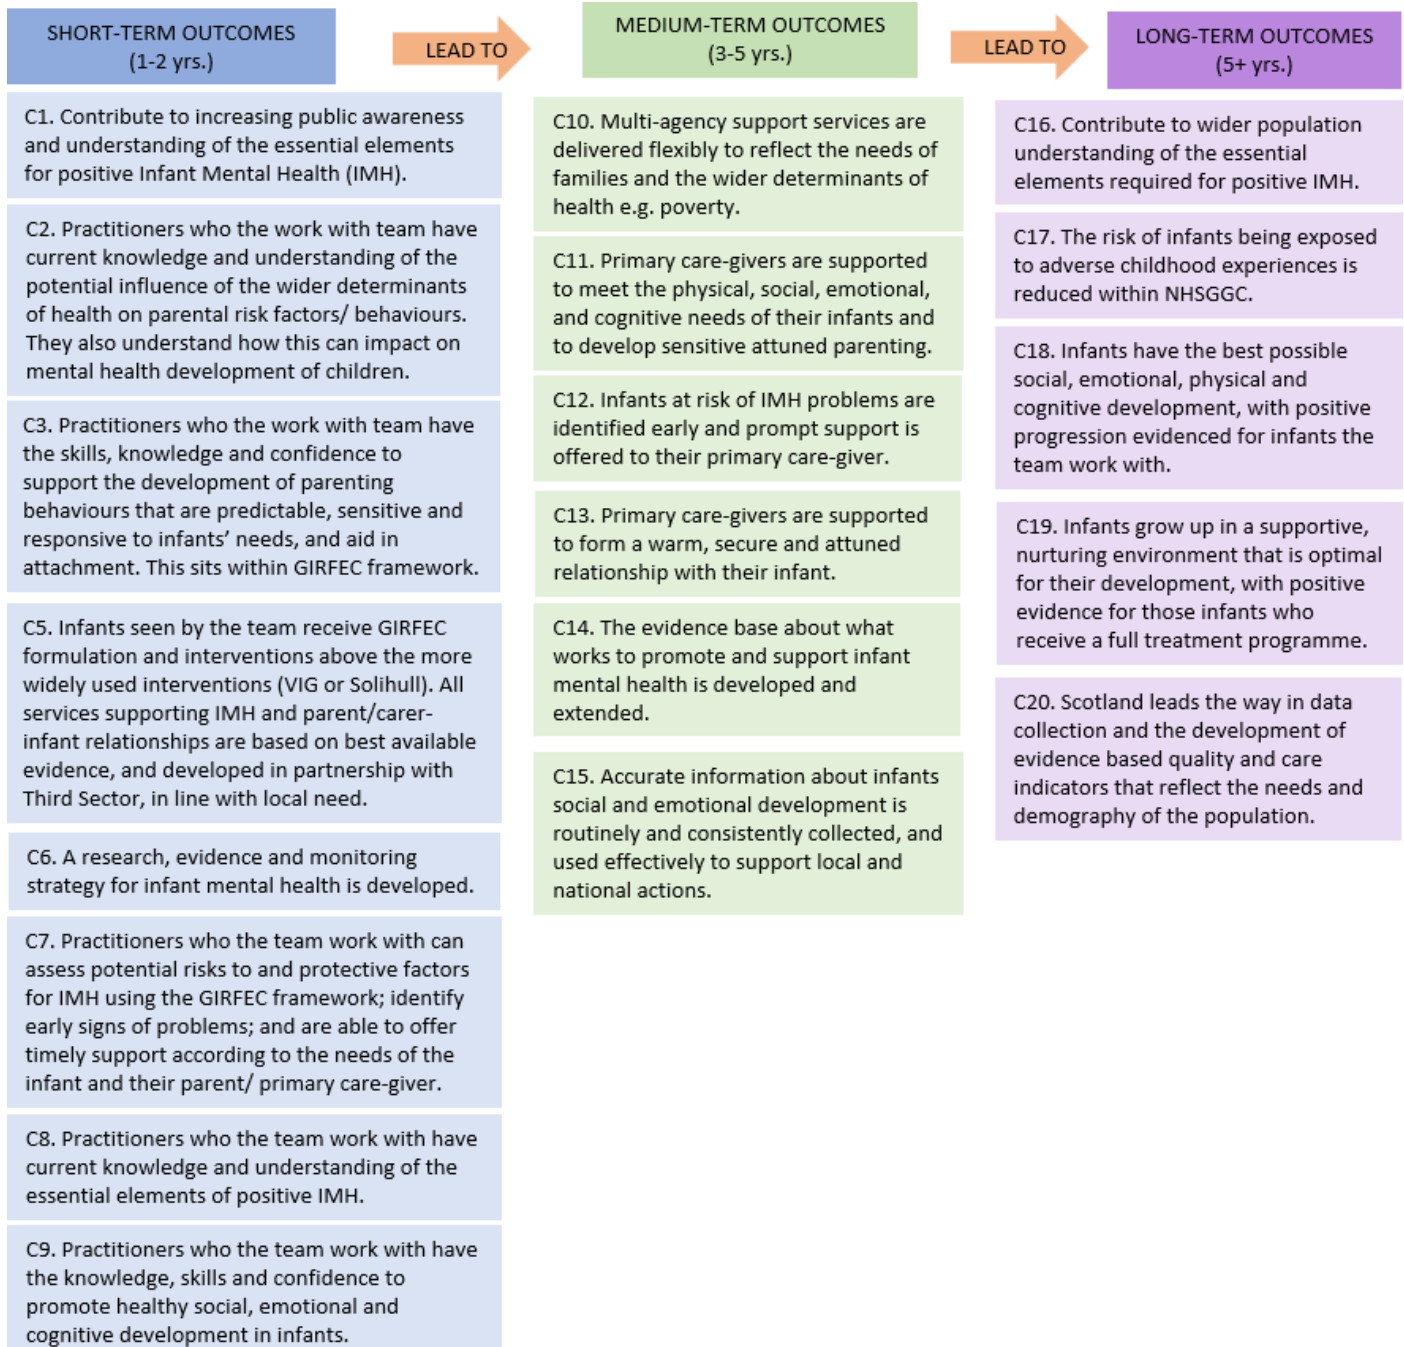 SHORT-TERM OUTCOMES
(1-2 yrs.)
LEAD TO
MEDIUM-TERM OUTCOMES
(3-5 yrs.)
LEAD TO
LONG-TERM OUTCOMES
(5+ yrs.)
C1. Contribute to increasing public awareness
and understanding of the essential elements
for positive Infant Mental Health (IMH).
C2. Practitioners who the work with team have
current knowledge and understanding of the
potential influence of the wider determinants
of health on parental risk factors/ behaviours.
They also understand how this can impact on
mental health development of children.
C3. Practitioners who the work with team have
the skills, knowledge and confidence to
support the development of parenting
behaviours that are predictable, sensitive and
responsive to infants’ needs, and aid in
attachment. This sits within GIRFEC framework.
C5. Infants seen by the team receive GIRFEC
formulation and interventions above the more
widely used interventions (VIG or Solihull). All
services supporting IMH and parent/carer-
infant relationships are based on best available
evidence, and developed in partnership with
Third Sector, in line with local need.
C6. A research, evidence and monitoring
strategy for infant mental health is developed.
C7. Practitioners who the team work with can
assess potential risks to and protective factors
for IMH using the GIRFEC framework; identify
early signs of problems; and are able to offer
timely support according to the needs of the
infant and their parent/ primary care-giver.
C8. Practitioners who the team work with have
current knowledge and understanding of the
essential elements of positive IMH.
C9. Practitioners who the team work with have
the knowledge, skills and confidence to
promote healthy social, emotional and
cognitive development in infants.
C10. Multi-agency support services are
delivered flexibly to reflect the needs of
families and the wider determinants of
health e.g. poverty.
C11. Primary care-givers are supported
to meet the physical, social, emotional,
and cognitive needs of their infants and
to develop sensitive attuned parenting.
C12. Infants at risk of IMH problems are
identified early and prompt support is
offered to their primary care-giver.
C13. Primary care-givers are supported
to form a warm, secure and attuned
relationship with their infant.
C14. The evidence base about what
works to promote and support infant
mental health is developed and
extended.
C15. Accurate information about infants
social and emotional development is
routinely and consistently collected, and
used effectively to support local and
national actions.
C16. Contribute to wider population
understanding of the essential
elements required for positive IMH.
C17. The risk of infants being exposed
to adverse childhood experiences is
reduced within NHSGGC.
C18. Infants have the best possible
social, emotional, physical and
cognitive development, with positive
progression evidenced for infants the
team work with.
C19. Infants grow up in a supportive,
nurturing environment that is optimal
for their development, with positive
evidence for those infants who
receive a full treatment programme.
C20. Scotland leads the way in data
collection and the development of
evidence based quality and care
indicators that reflect the needs and
demography of the population.